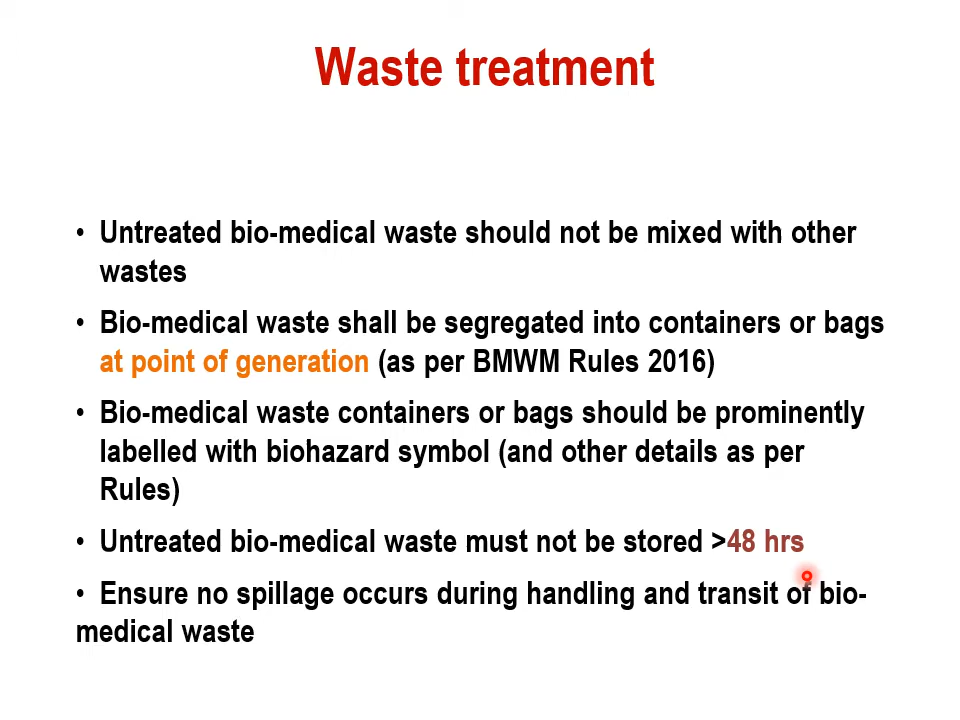 Waste treatment
• Untreated bio-medical waste should not be mixed with other
wastes
• Bio-medical waste shall be segregated into containers or bags
at point of generation (as per BMWM Rules 2016)
• Bio-medical waste containers or bags should be prominently
labelled with biohazard symbol (and other details as per
Rules)
• Untreated bio-medical waste must not be stored >48 hrs
• Ensure no spillage occurs during handling and transit of bio-
medical waste